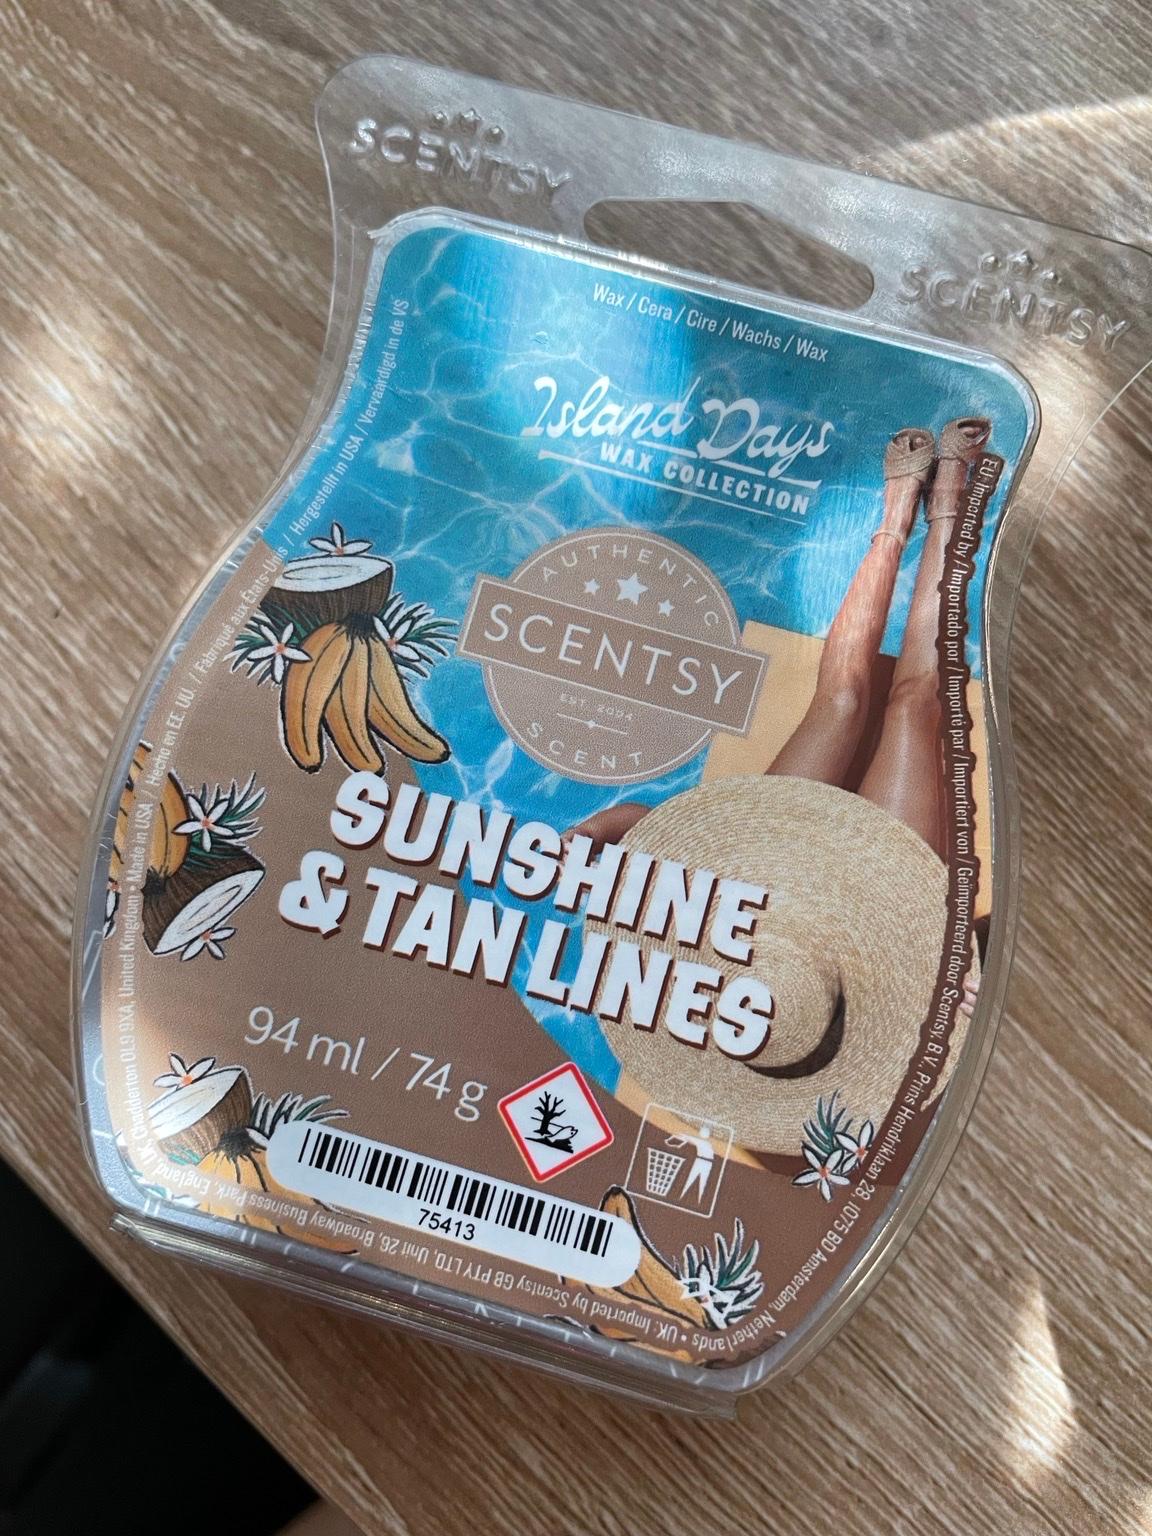 SCENTSY
SCENTSY
Wax / Cera / Cire / Wachs / Wax
Island Days
WAX COLLECTION
AUTHENTIC
SCENTSY
EST. 2004
SCENT
SUNSHINE
& TAN LINES
94 ml / 74 g
75413
EU: Imported by / Importado por / Importé par / Importiert von / Geïmporteerd door Scentsy B.V. Prins Hendriklaan 28, 1075 BD Amsterdam, Netherlands • UK: Imported by Scentsy GB PTY LTD, Unit 26, Broadway Business Park, England UK, Chadderton OL9 9XA, United Kingdom • Made in USA / Hecho en EE. UU. / Fabriqué aux États-Unis / Hergestellt in USA / Vervaardigd in de VS